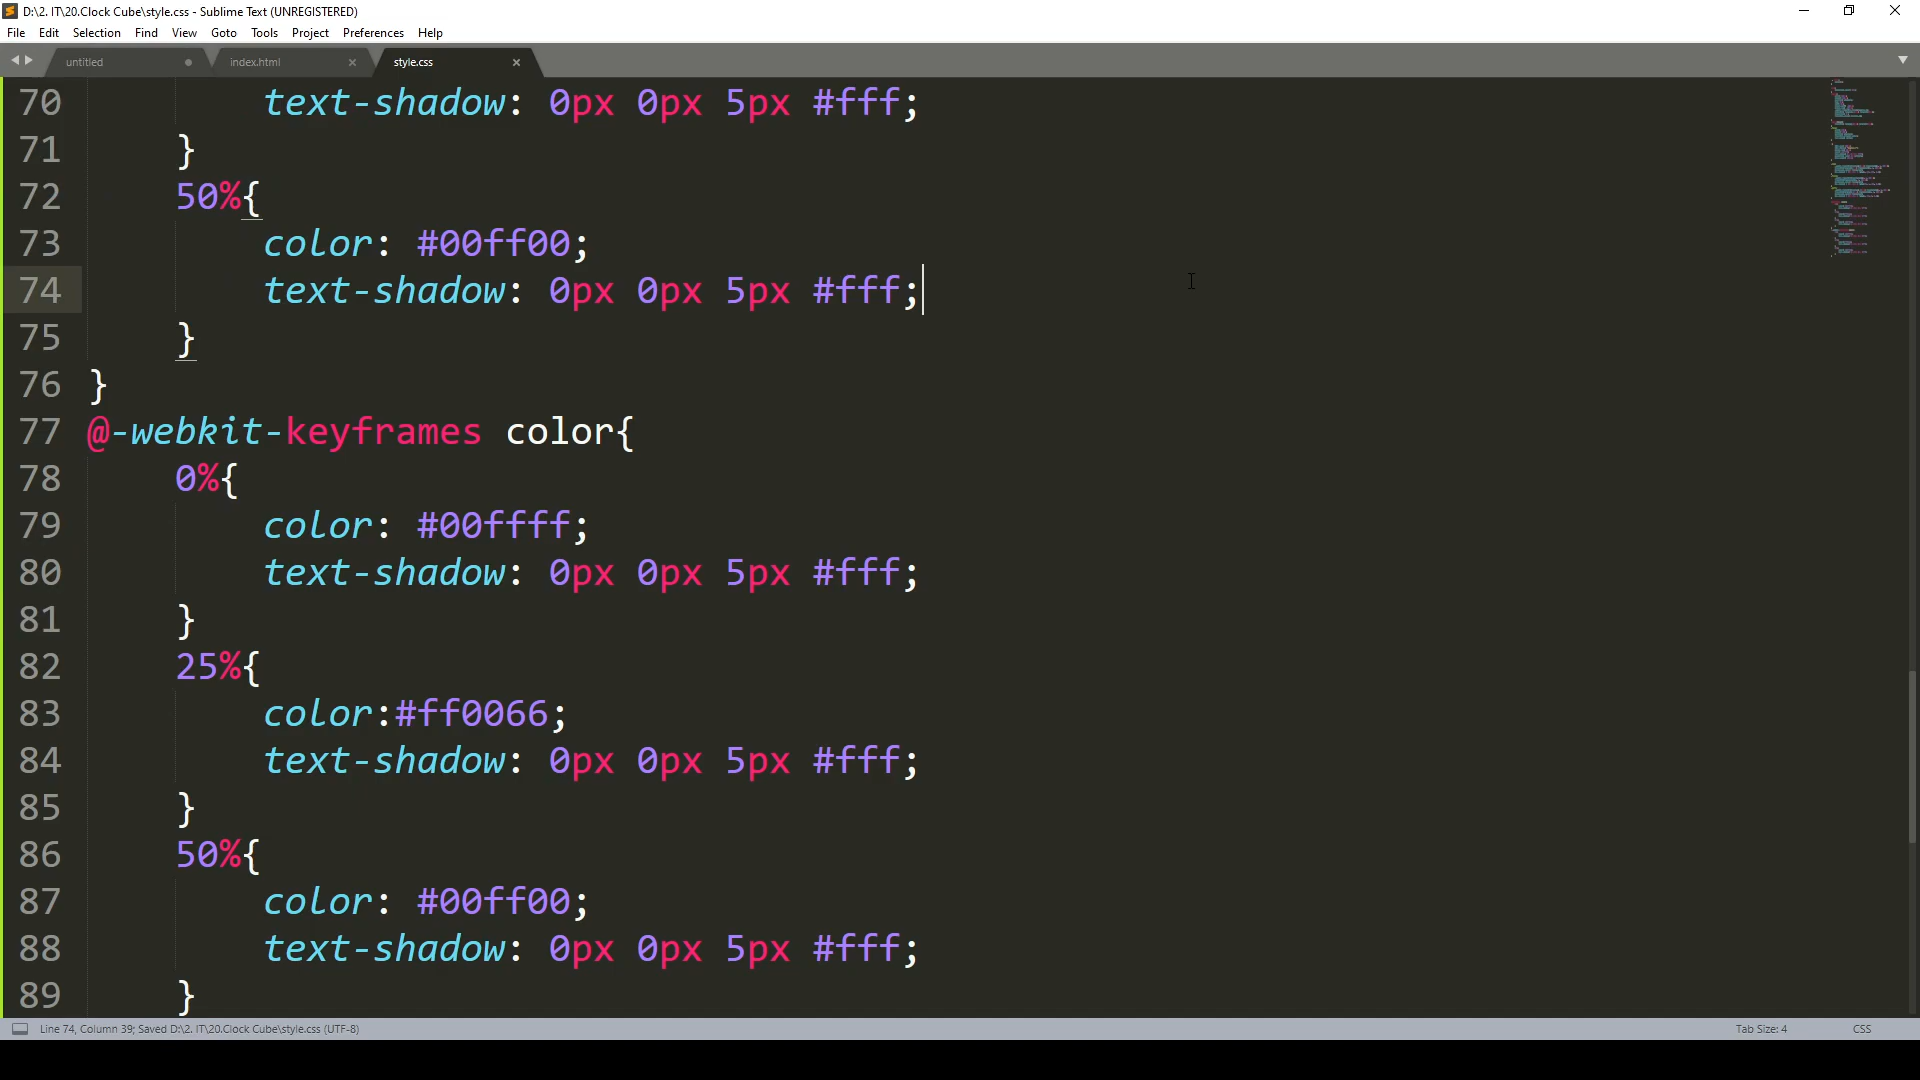 D:\2. IT\20.Clock Cube\style.css - Sublime Text (UNREGISTERED)
File Edit Selection Find View Goto Tools Project Preferences Help
untitled index.html style.css
70 text-shadow: 0px 0px 5px #fff;
71 }
72 50%{
73 color: #00ff00;
74 text-shadow: 0px 0px 5px #fff;
75 }
76 }
77 @-webkit-keyframes color{
78 0%{
79 color: #00ffff;
80 text-shadow: 0px 0px 5px #fff;
81 }
82 25%{
83 color:#ff0066;
84 text-shadow: 0px 0px 5px #fff;
85 }
86 50%{
87 color: #00ff00;
88 text-shadow: 0px 0px 5px #fff;
89 }
Line 74, Column 39; Saved D:\2. IT\20.Clock Cube\style.css (UTF-8) Tab Size: 4 CSS